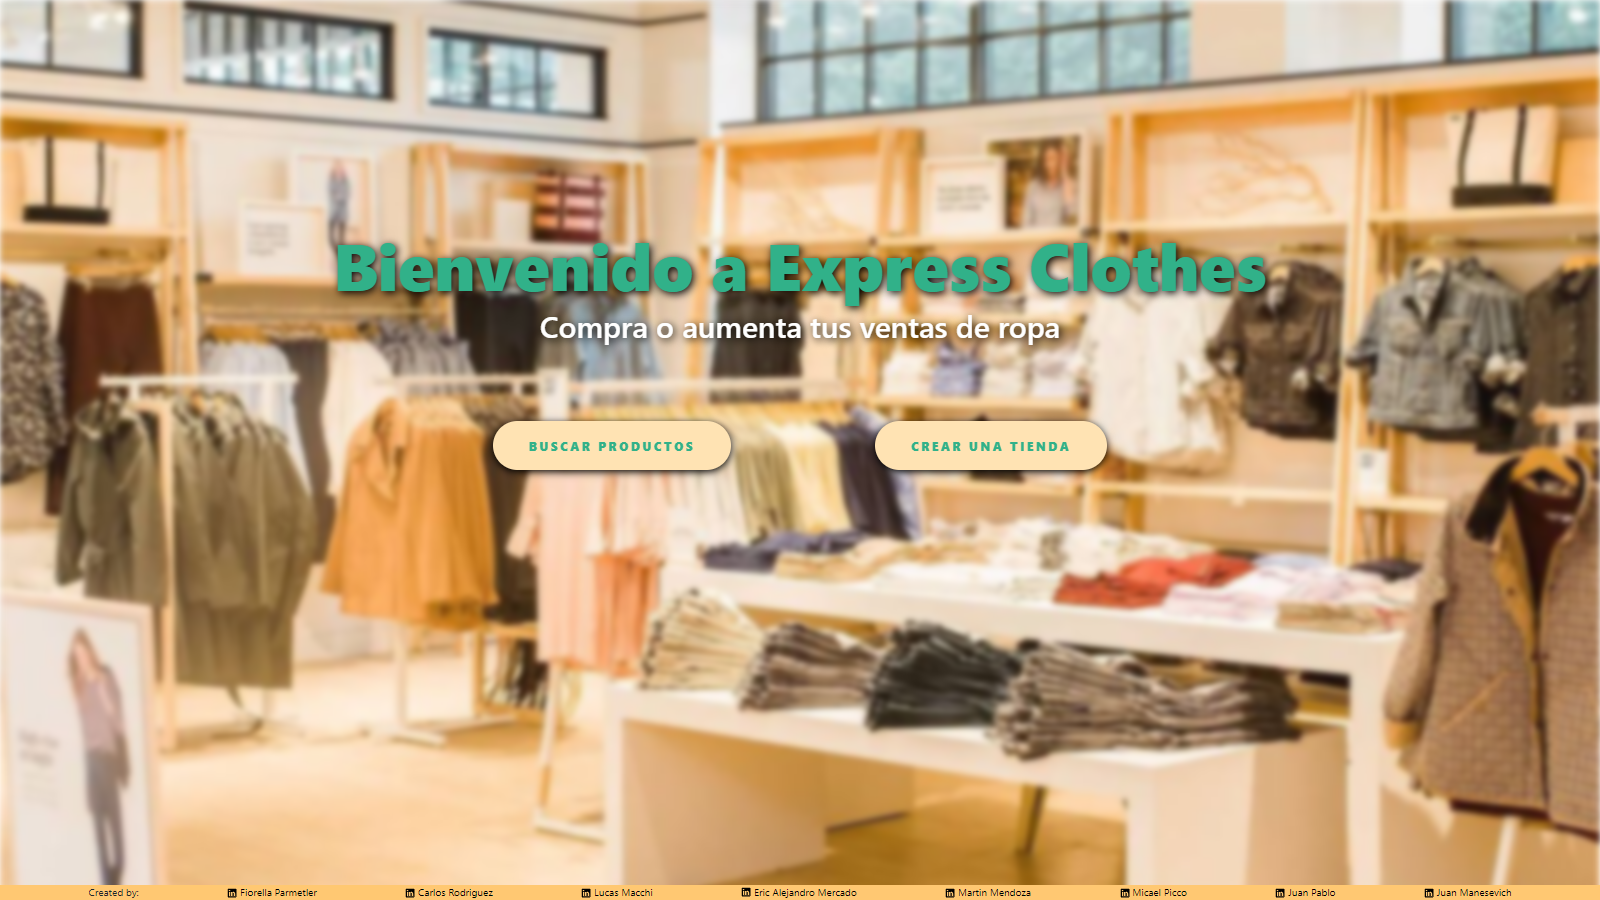 Bienvenido a Express Clothes
Compra o aumenta tus ventas de ropa
BUSCAR PRODUCTOS
CREAR UNA TIENDA
Created by: Fiorella Parmetler Carlos Rodriguez Lucas Macchi Eric Alejandro Mercado Martin Mendoza Micael Picco Juan Pablo Juan Manesevich